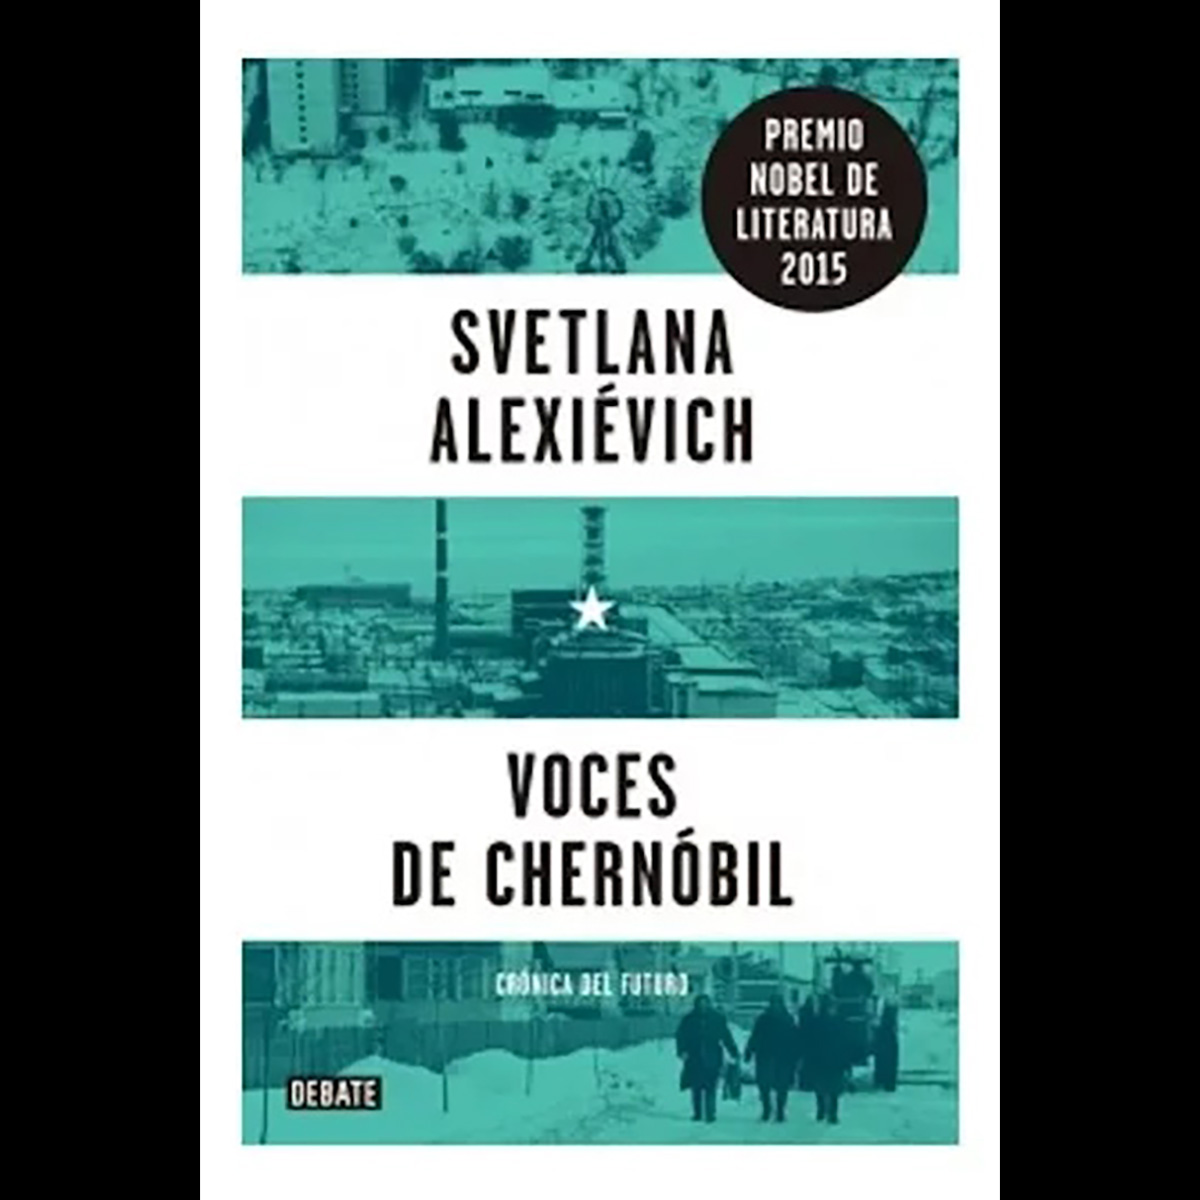 PREMIO
NOBEL DE
LITERATURA
2015
SVETLANA
ALEXIÉVICH
VOCES
DE CHERNÓBIL
CRÓNICA DEL FUTURO
DEBATE